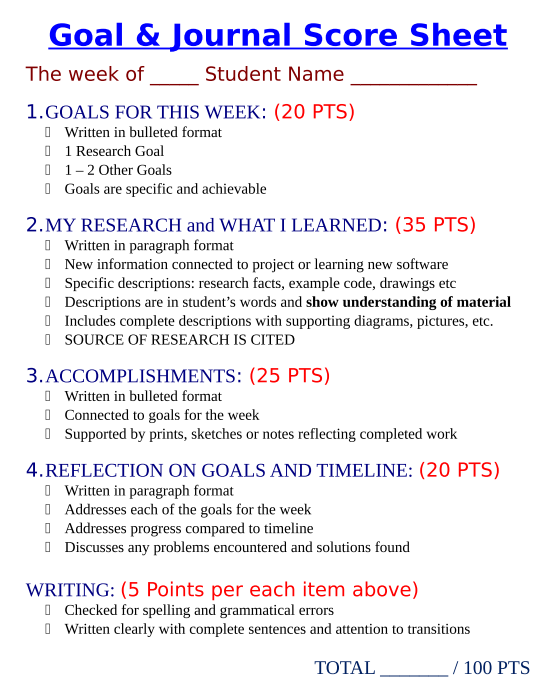 Goal & Journal Score Sheet
The week of _____ Student Name _____________
1.GOALS FOR THIS WEEK: (20 PTS)
Written in bulleted format
1 Research Goal
1 – 2 Other Goals
Goals are specific and achievable
2.MY RESEARCH and WHAT I LEARNED: (35 PTS)
Written in paragraph format
New information connected to project or learning new software
Specific descriptions: research facts, example code, drawings etc
Descriptions are in student’s words and show understanding of material
Includes complete descriptions with supporting diagrams, pictures, etc.
SOURCE OF RESEARCH IS CITED
3.ACCOMPLISHMENTS: (25 PTS)
Written in bulleted format
Connected to goals for the week
Supported by prints, sketches or notes reflecting completed work
4.REFLECTION ON GOALS AND TIMELINE: (20 PTS)
Written in paragraph format
Addresses each of the goals for the week
Addresses progress compared to timeline
Discusses any problems encountered and solutions found
WRITING: (5 Points per each item above)
Checked for spelling and grammatical errors
Written clearly with complete sentences and attention to transitions
TOTAL _______ / 100 PTS